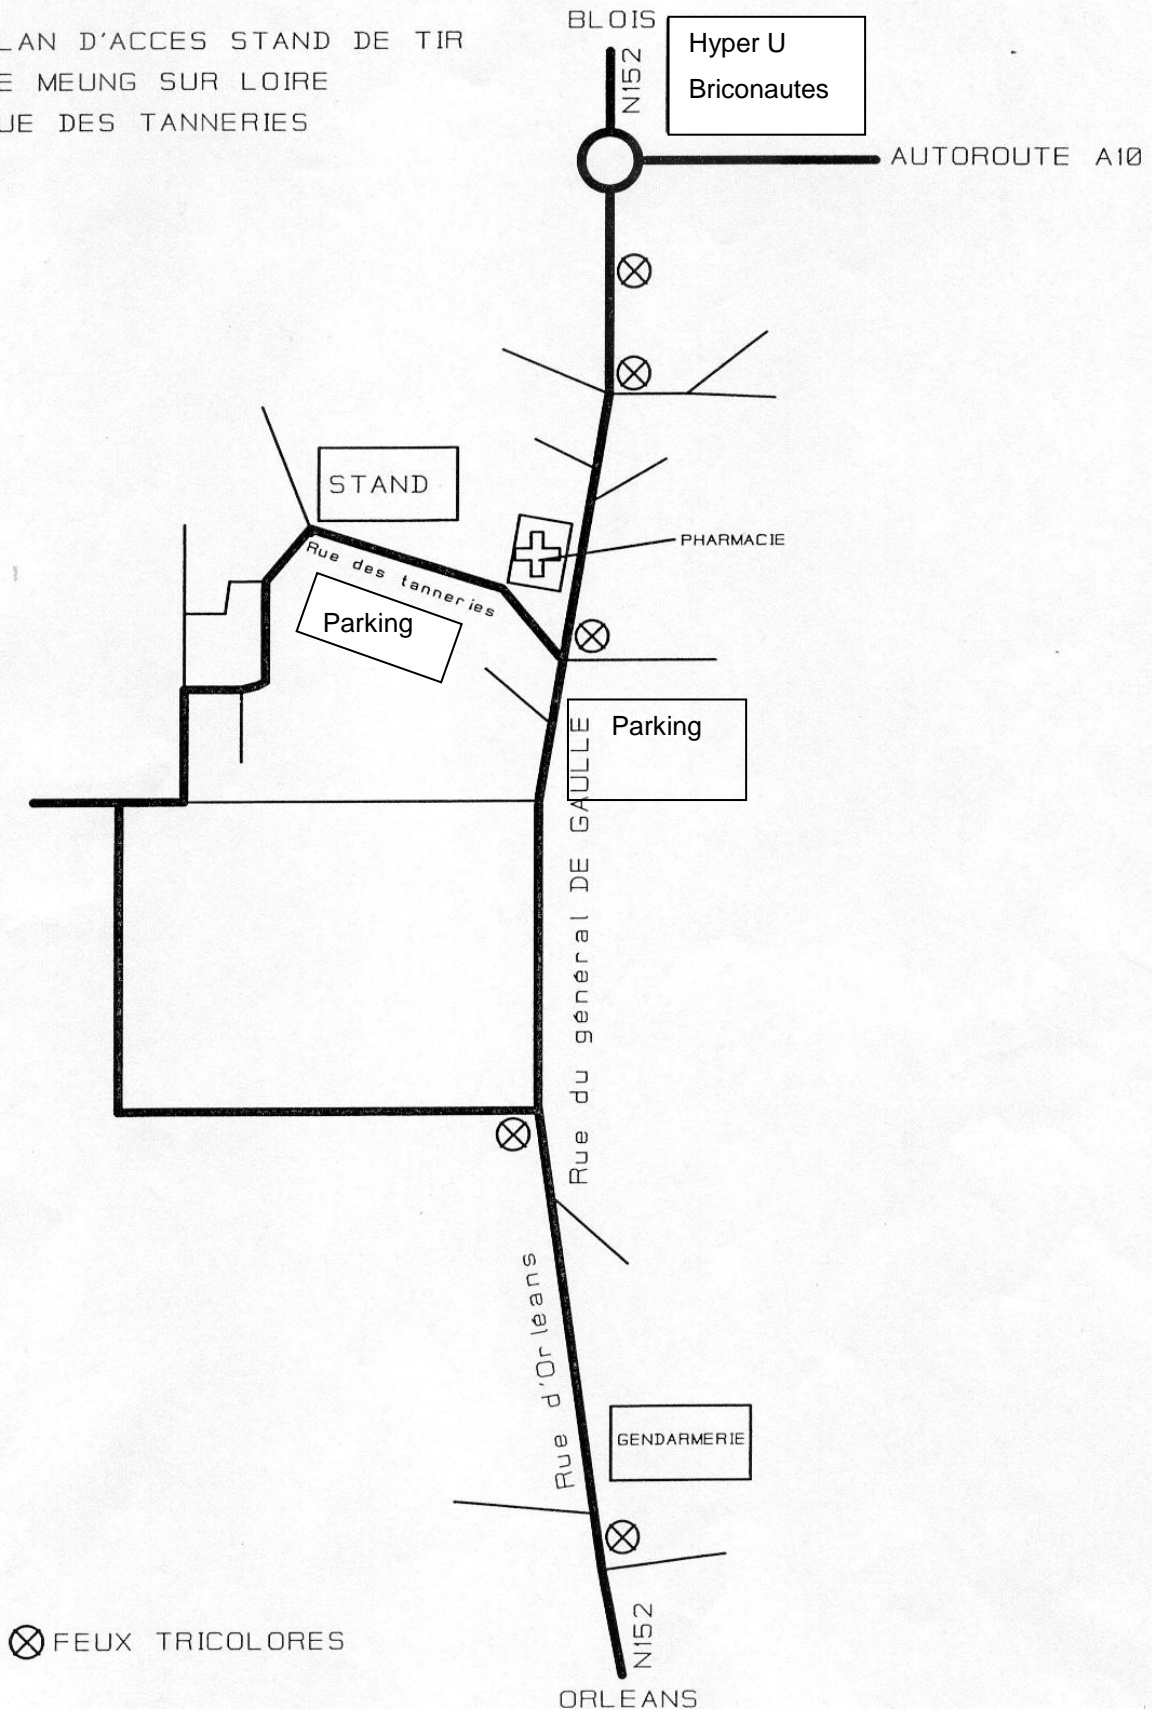 LAN D'ACCES STAND DE TIR
E MEUNG SUR LOIRE
UE DES TANNERIES
BLOIS
N152
Hyper U
Briconautes
AUTOROUTE A10
STAND
Rue des tanneries
PHARMACIE
Parking
Parking
Rue du général DE GAULLE
Rue d'Orléans
GENDARMERIE
FEUX TRICOLORES
N152
ORLEANS